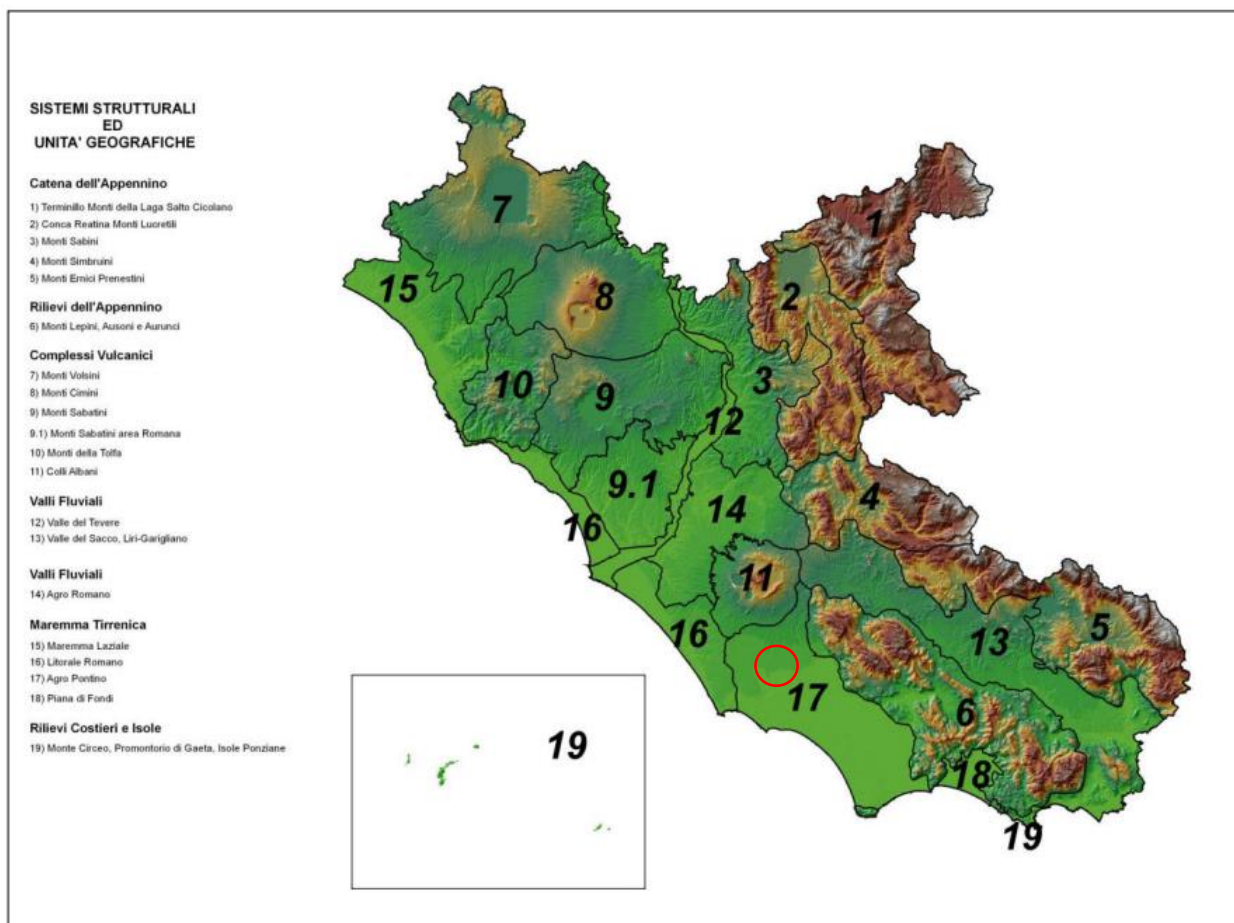 SISTEMI STRUTTURALI
ED
UNITA' GEOGRAFICHE
Catena dell'Appennino
1) Terminillo Monti della Laga Salto Cicolano
2) Conca Reatina Monti Lucretili
3) Monti Sabini
4) Monti Simbruini
5) Monti Ernici Prenestini
Rilievi dell'Appennino
6) Monti Lepini, Ausoni e Aurunci
Complessi Vulcanici
7) Monti Volsini
8) Monti Cimini
9) Monti Sabatini
9.1) Monti Sabatini area Romana
10) Monti della Tolfa
11) Colli Albani
Valli Fluviali
12) Valle del Tevere
13) Valle del Sacco, Liri-Garigliano
Valli Fluviali
14) Agro Romano
Maremma Tirrenica
15) Maremma Laziale
16) Litorale Romano
17) Agro Pontino
18) Piana di Fondi
Rilievi Costieri e Isole
19) Monte Circeo, Promontorio di Gaeta, Isole Ponziane
7
1
15
8
2
10
9
3
12
9.1
4
14
16
11
16
13
5
17
6
19
18
19